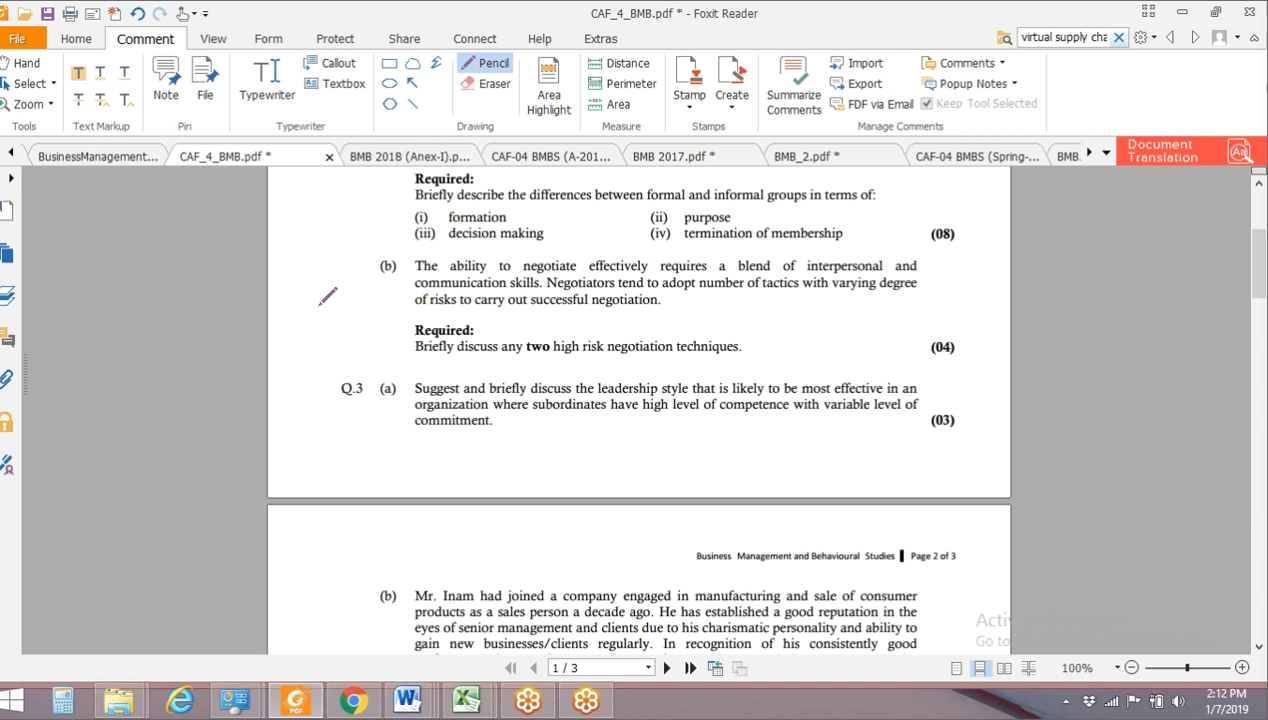 CAF_4_BMB.pdf * - Foxit Reader
File Home Comment View Form Protect Share Connect Help Extras
virtual supply cha
Hand
Select
Zoom
Tools
Text Markup
Note
File
Pin
Typewriter
Callout
Textbox
Typewriter
Pencil
Eraser
Drawing
Area
Highlight
Distance
Perimeter
Area
Measure
Stamp
Create
Stamps
Summarize
Comments
Import
Export
FDF via Email
Comments
Popup Notes
Keep Tool Selected
Manage Comments
BusinessManagement... CAF_4_BMB.pdf * BMB 2018 (Anex-I).p... CAF-04 BMBS (A-201... BMB 2017.pdf * BMB_2.pdf * CAF-04 BMBS (Spring-... BMB.
Document
Translation
Required:
Briefly describe the differences between formal and informal groups in terms of:
(i) formation (ii) purpose
(iii) decision making (iv) termination of membership (08)
(b) The ability to negotiate effectively requires a blend of interpersonal and
communication skills. Negotiators tend to adopt number of tactics with varying degree
of risks to carry out successful negotiation.
Required:
Briefly discuss any two high risk negotiation techniques. (04)
Q.3 (a) Suggest and briefly discuss the leadership style that is likely to be most effective in an
organization where subordinates have high level of competence with variable level of
commitment. (03)
Business Management and Behavioural Studies Page 2 of 3
(b) Mr. Inam had joined a company engaged in manufacturing and sale of consumer
products as a sales person a decade ago. He has established a good reputation in the
eyes of senior management and clients due to his charismatic personality and ability to
gain new businesses/clients regularly. In recognition of his consistently good
1 / 3
100%
2:12 PM
1/7/2019